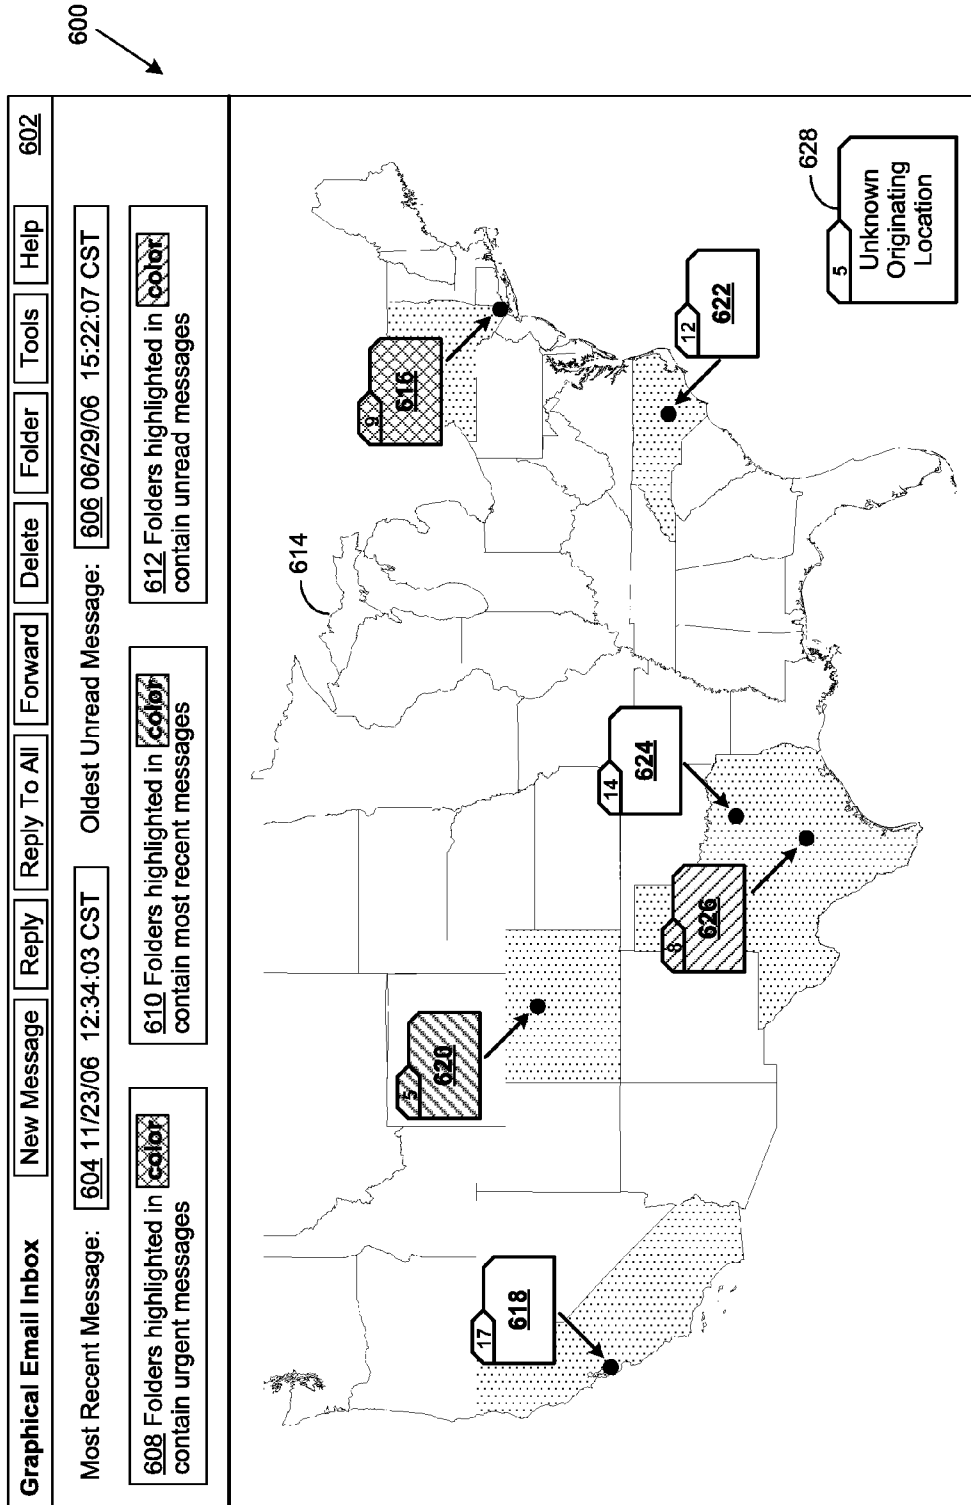 600
Graphical Email Inbox New Message Reply Reply To All Forward Delete Folder Tools Help 602
Most Recent Message: 604 11/23/06 12:34:03 CST Oldest Unread Message: 606 06/29/06 15:22:07 CST
608 Folders highlighted in color
contain urgent messages
610 Folders highlighted in color
contain most recent messages
612 Folders highlighted in color
contain unread messages
614
9
616
17
618
5
620
12
622
14
624
8
626
628
5
Unknown
Originating
Location